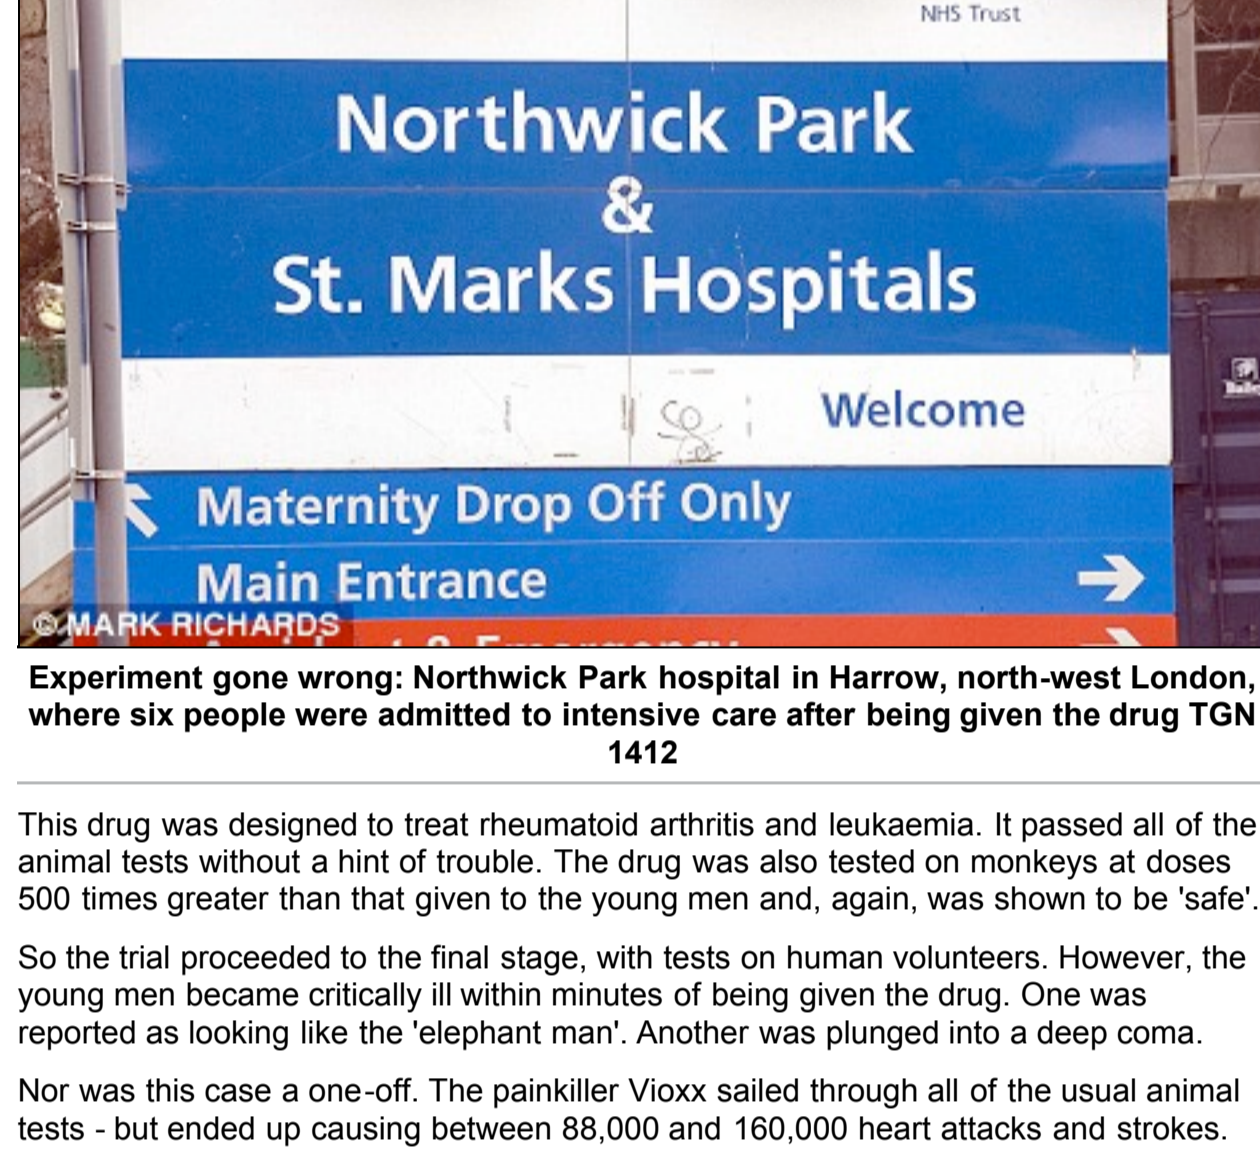 NHS Trust
Northwick Park
&
St. Marks Hospitals
Welcome
Maternity Drop Off Only
Main Entrance
© MARK RICHARDS
Experiment gone wrong: Northwick Park hospital in Harrow, north-west London,
where six people were admitted to intensive care after being given the drug TGN
1412
This drug was designed to treat rheumatoid arthritis and leukaemia. It passed all of the
animal tests without a hint of trouble. The drug was also tested on monkeys at doses
500 times greater than that given to the young men and, again, was shown to be 'safe'.
So the trial proceeded to the final stage, with tests on human volunteers. However, the
young men became critically ill within minutes of being given the drug. One was
reported as looking like the 'elephant man'. Another was plunged into a deep coma.
Nor was this case a one-off. The painkiller Vioxx sailed through all of the usual animal
tests - but ended up causing between 88,000 and 160,000 heart attacks and strokes.